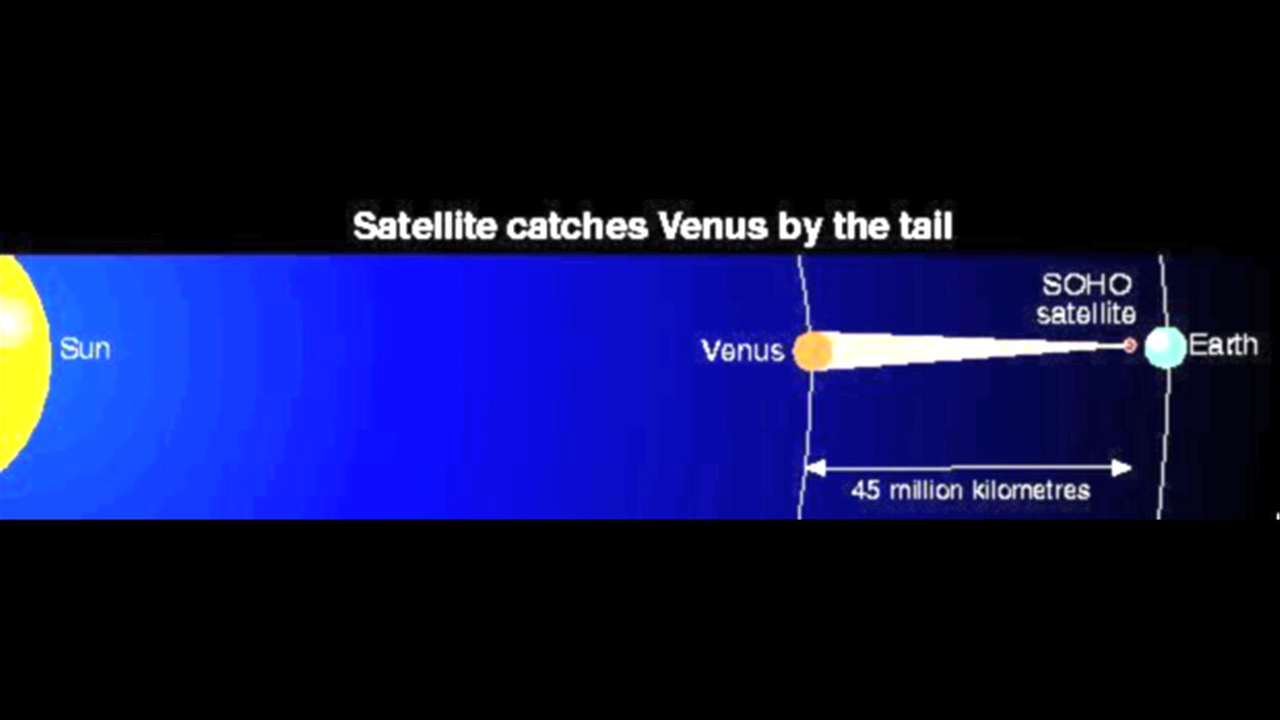 Satellite catches Venus by the tail
SOHO
satellite
Sun
Venus
Earth
45 million kilometres